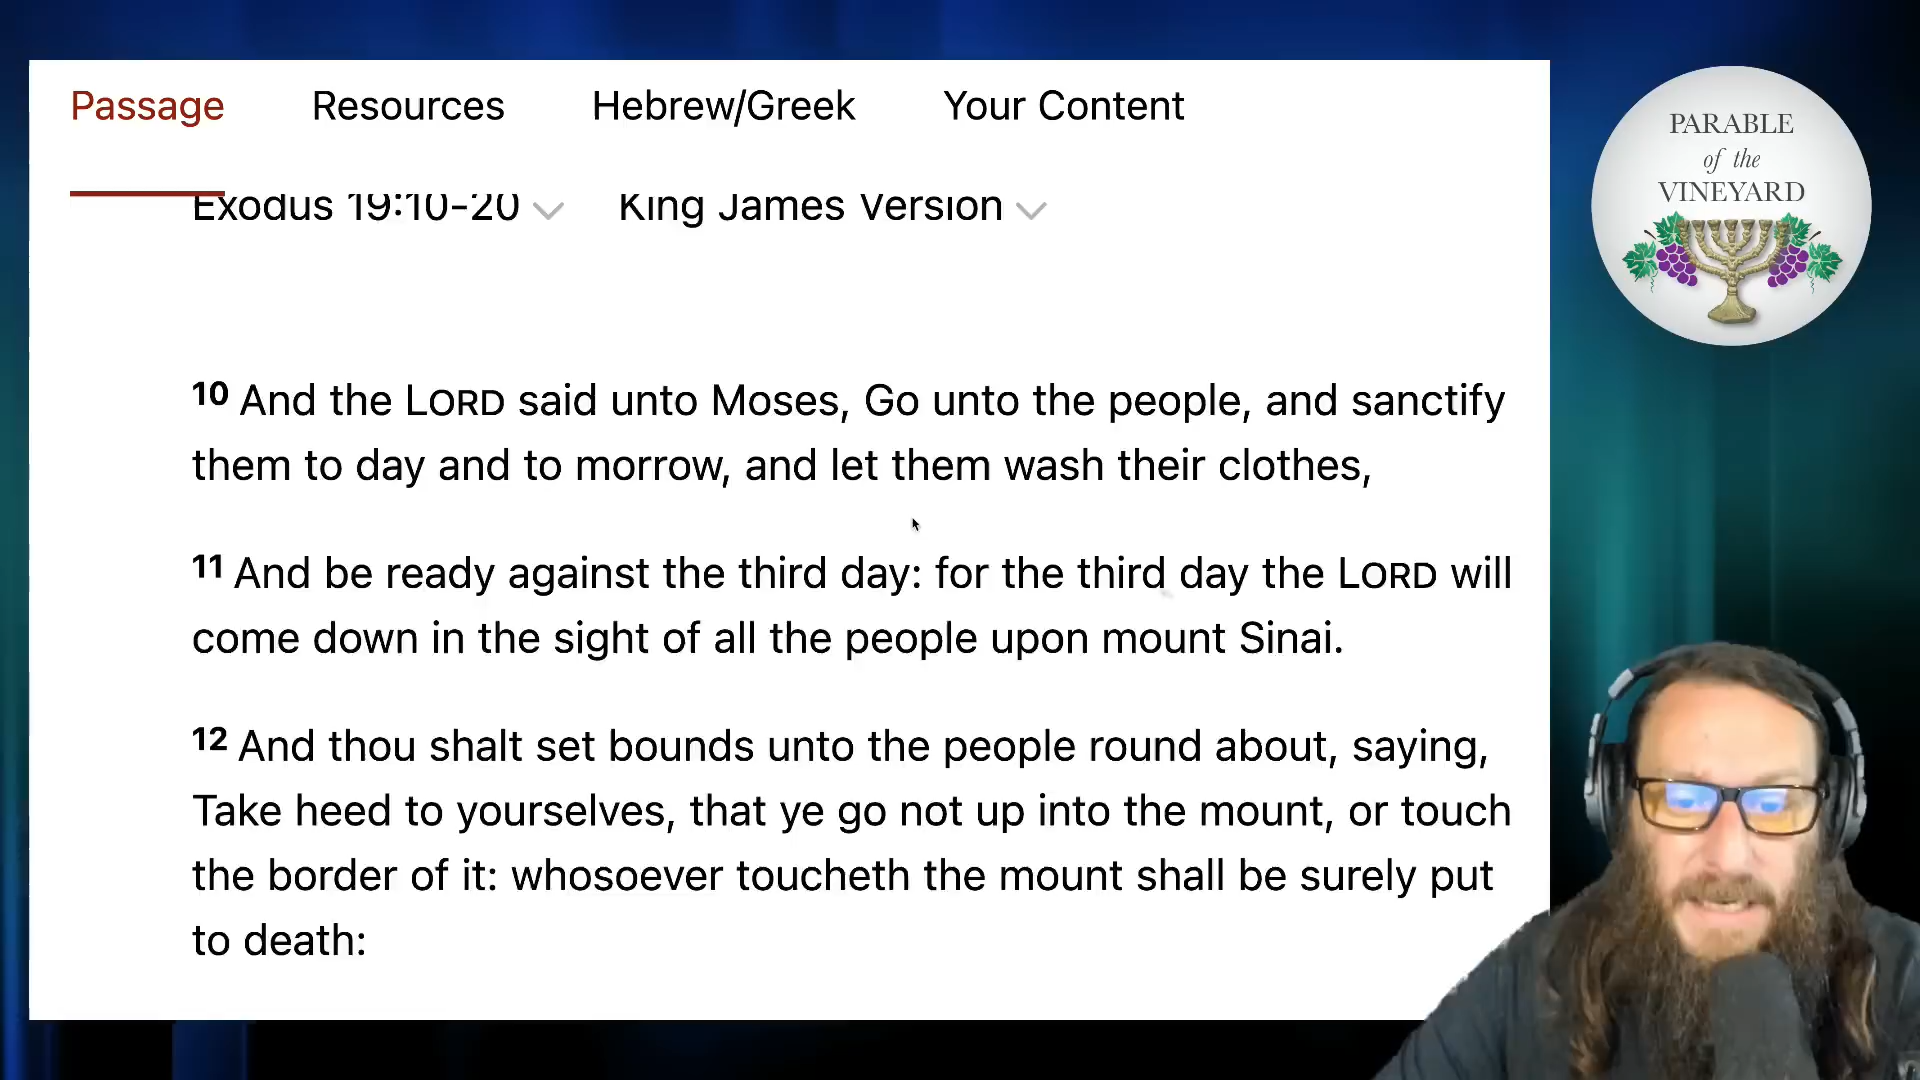 Passage Resources Hebrew/Greek Your Content
Exodus 19:10-20 King James Version
10 And the LORD said unto Moses, Go unto the people, and sanctify
them to day and to morrow, and let them wash their clothes,
11 And be ready against the third day: for the third day the LORD will
come down in the sight of all the people upon mount Sinai.
12 And thou shalt set bounds unto the people round about, saying,
Take heed to yourselves, that ye go not up into the mount, or touch
the border of it: whosoever toucheth the mount shall be surely put
to death:
PARABLE
of the
VINEYARD